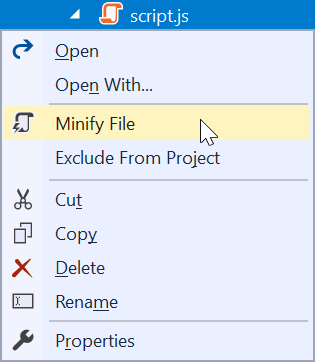 script.js
Open
Open With...
Minify File
Exclude From Project
Cut
Copy
Delete
Rename
Properties